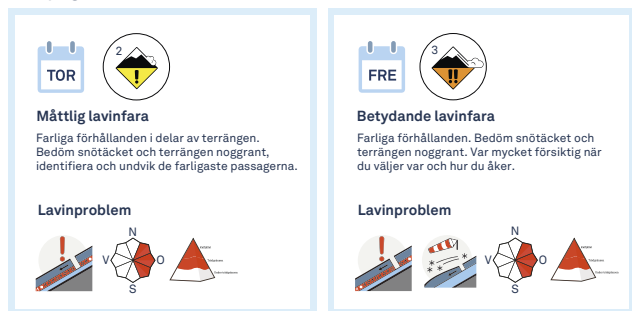 TOR
2
Måttlig lavinfara
Farliga förhållanden i delar av terrängen.
Bedöm snötäcket och terrängen noggrant,
identifiera och undvik de farligaste passagerna.
Lavinproblem
N
V
O
S
FRE
3
Betydande lavinfara
Farliga förhållanden. Bedöm snötäcket och
terrängen noggrant. Var mycket försiktig när
du väljer var och hur du åker.
Lavinproblem
N
V
O
S